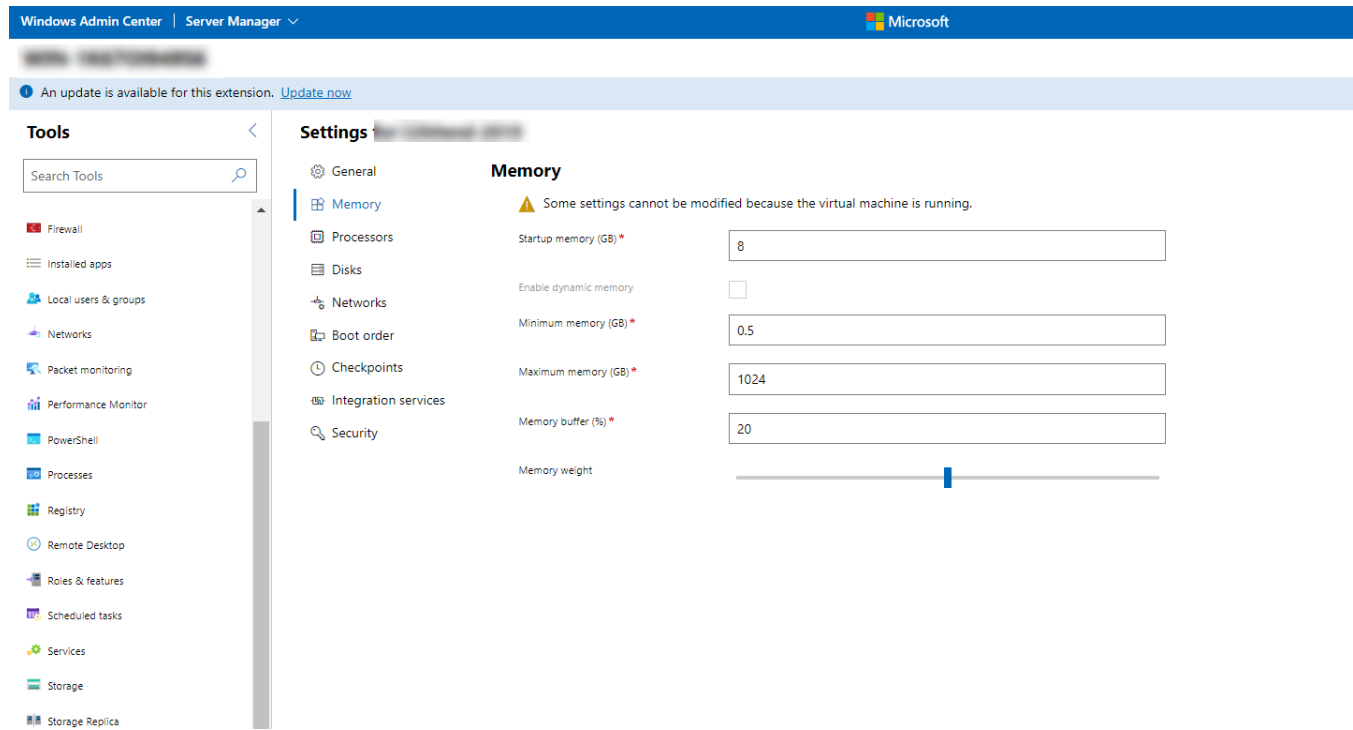 Windows Admin Center | Server Manager
Microsoft
An update is available for this extension. Update now
Tools
Search Tools
Firewall
Installed apps
Local users & groups
Networks
Packet monitoring
Performance Monitor
PowerShell
Processes
Registry
Remote Desktop
Roles & features
Scheduled tasks
Services
Storage
Storage Replica
Settings
General
Memory
Processors
Disks
Networks
Boot order
Checkpoints
Integration services
Security
Memory
Some settings cannot be modified because the virtual machine is running.
Startup memory (GB) *
8
Enable dynamic memory
Minimum memory (GB) *
0.5
Maximum memory (GB) *
1024
Memory buffer (%) *
20
Memory weight